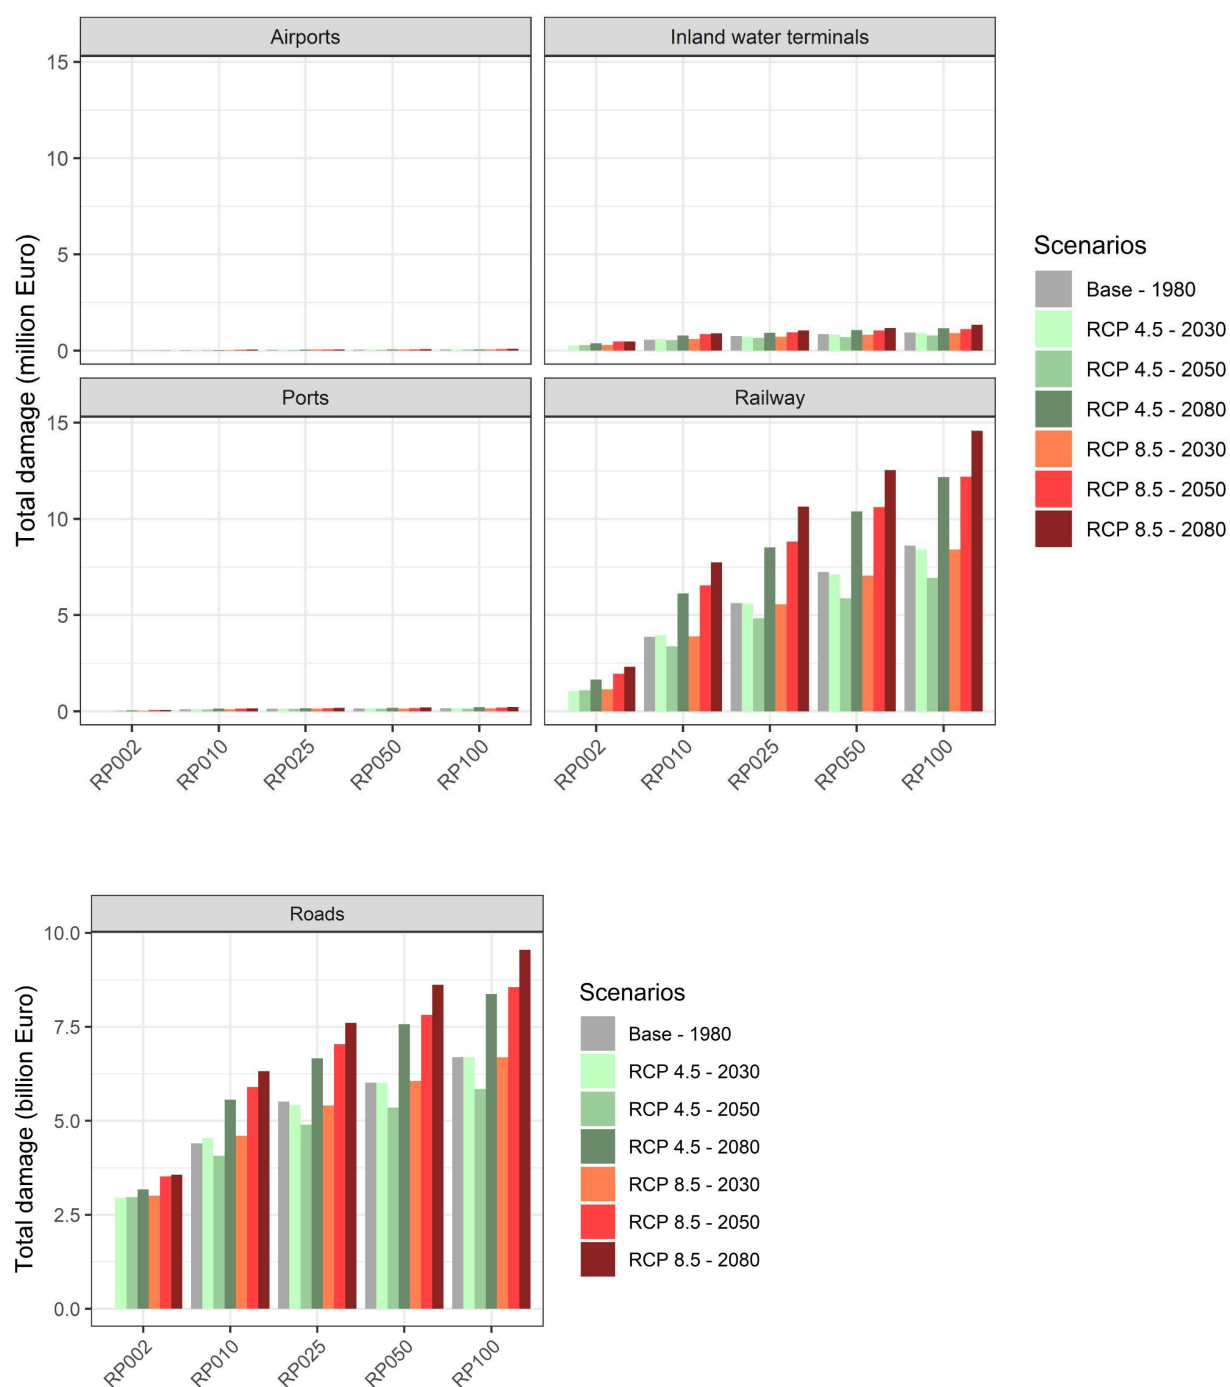 Airports
Inland water terminals
15
10
5
0
Ports
Railway
15
10
5
0
Total damage (million Euro)
RP002
RP010
RP025
RP050
RP100
RP002
RP010
RP025
RP050
RP100
Scenarios
Base - 1980
RCP 4.5 - 2030
RCP 4.5 - 2050
RCP 4.5 - 2080
RCP 8.5 - 2030
RCP 8.5 - 2050
RCP 8.5 - 2080
Roads
10.0
7.5
5.0
2.5
0.0
Total damage (billion Euro)
RP002
RP010
RP025
RP050
RP100
Scenarios
Base - 1980
RCP 4.5 - 2030
RCP 4.5 - 2050
RCP 4.5 - 2080
RCP 8.5 - 2030
RCP 8.5 - 2050
RCP 8.5 - 2080